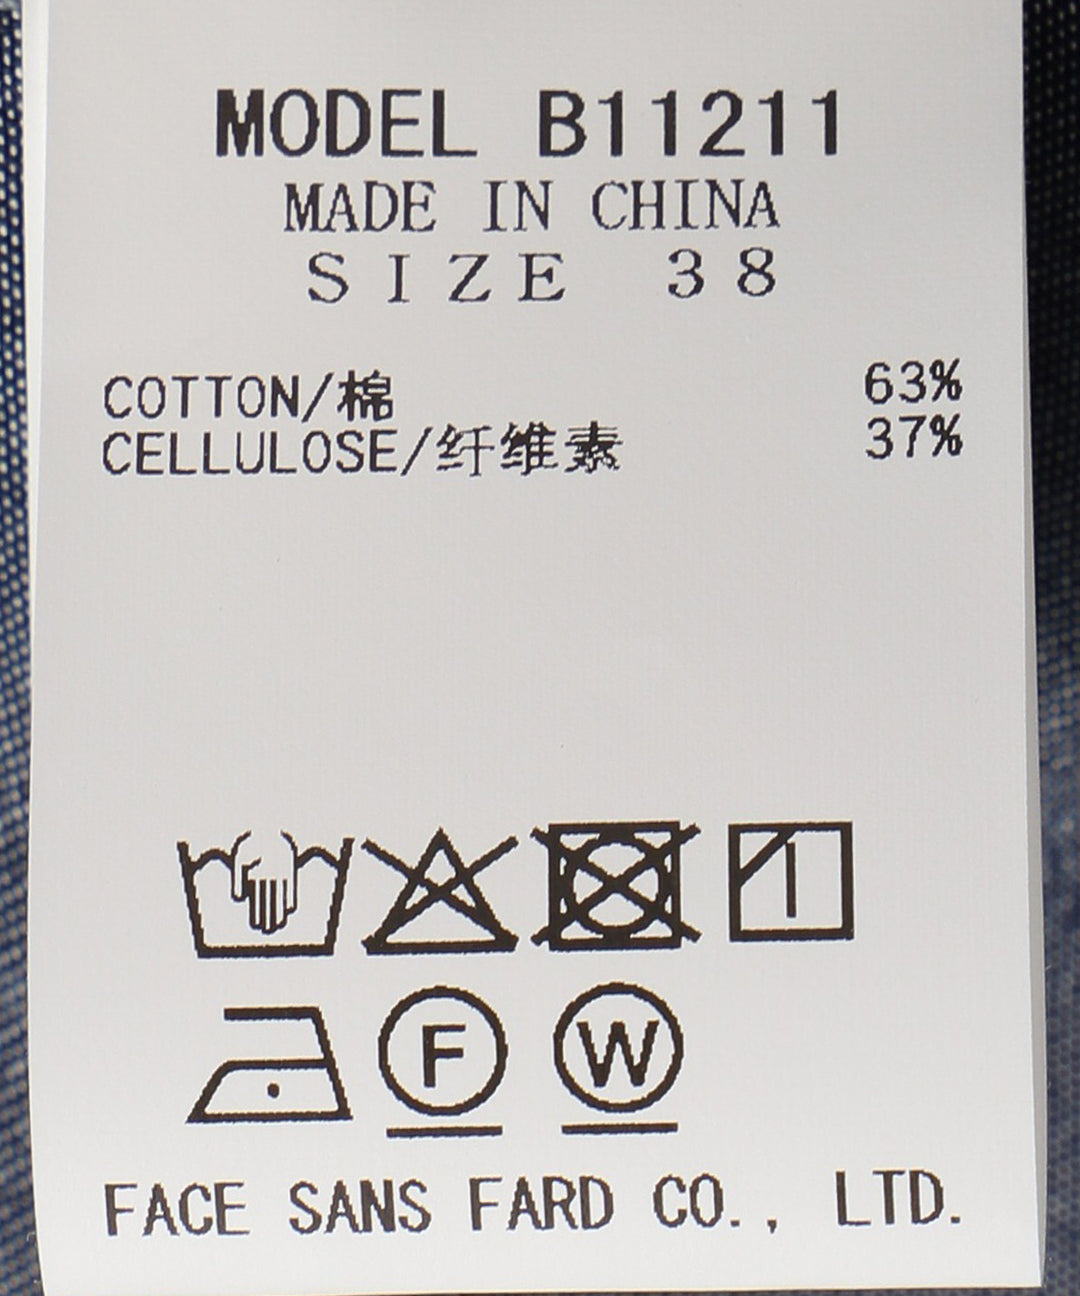 MODEL B11211
MADE IN CHINA
SIZE 38
COTTON/棉 63%
CELLULOSE/纤维素 37%
F W
FACE SANS FARD CO., LTD.